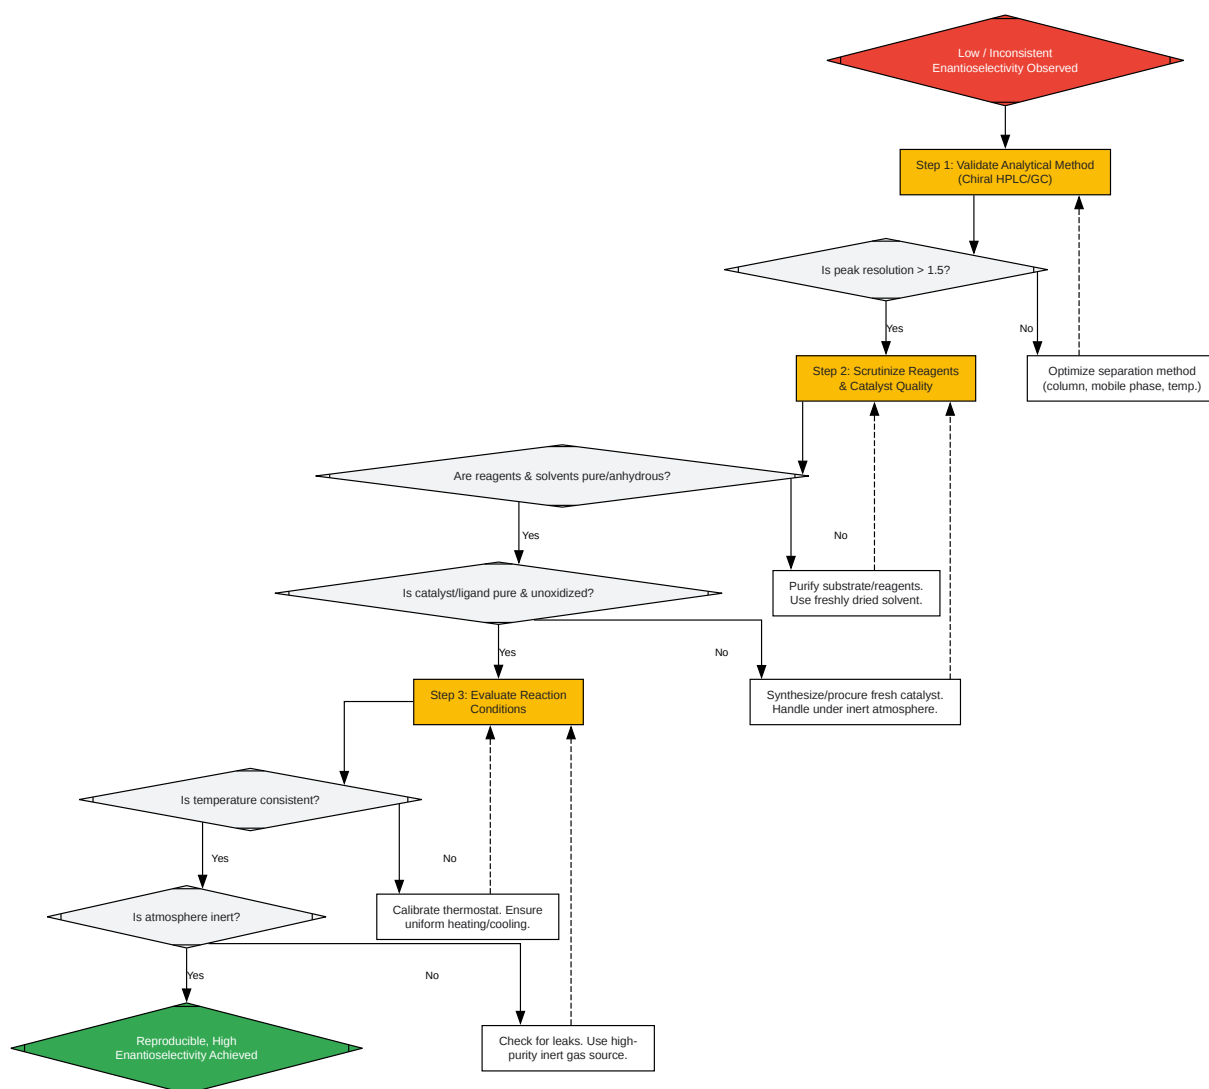 Low / Inconsistent
Enantioselectivity Observed
Step 1: Validate Analytical Method
(Chiral HPLC/GC)
Is peak resolution > 1.5?
Yes
No
Step 2: Scrutinize Reagents
& Catalyst Quality
Optimize separation method
(column, mobile phase, temp.)
Are reagents & solvents pure/anhydrous?
Yes
No
Purify substrate/reagents.
Use freshly dried solvent.
Is catalyst/ligand pure & unoxidized?
Yes
No
Step 3: Evaluate Reaction
Conditions
Synthesize/procure fresh catalyst.
Handle under inert atmosphere.
Is temperature consistent?
Yes
No
Calibrate thermostat. Ensure
uniform heating/cooling.
Is atmosphere inert?
Yes
No
Reproducible, High
Enantioselectivity Achieved
Check for leaks. Use high-
purity inert gas source.